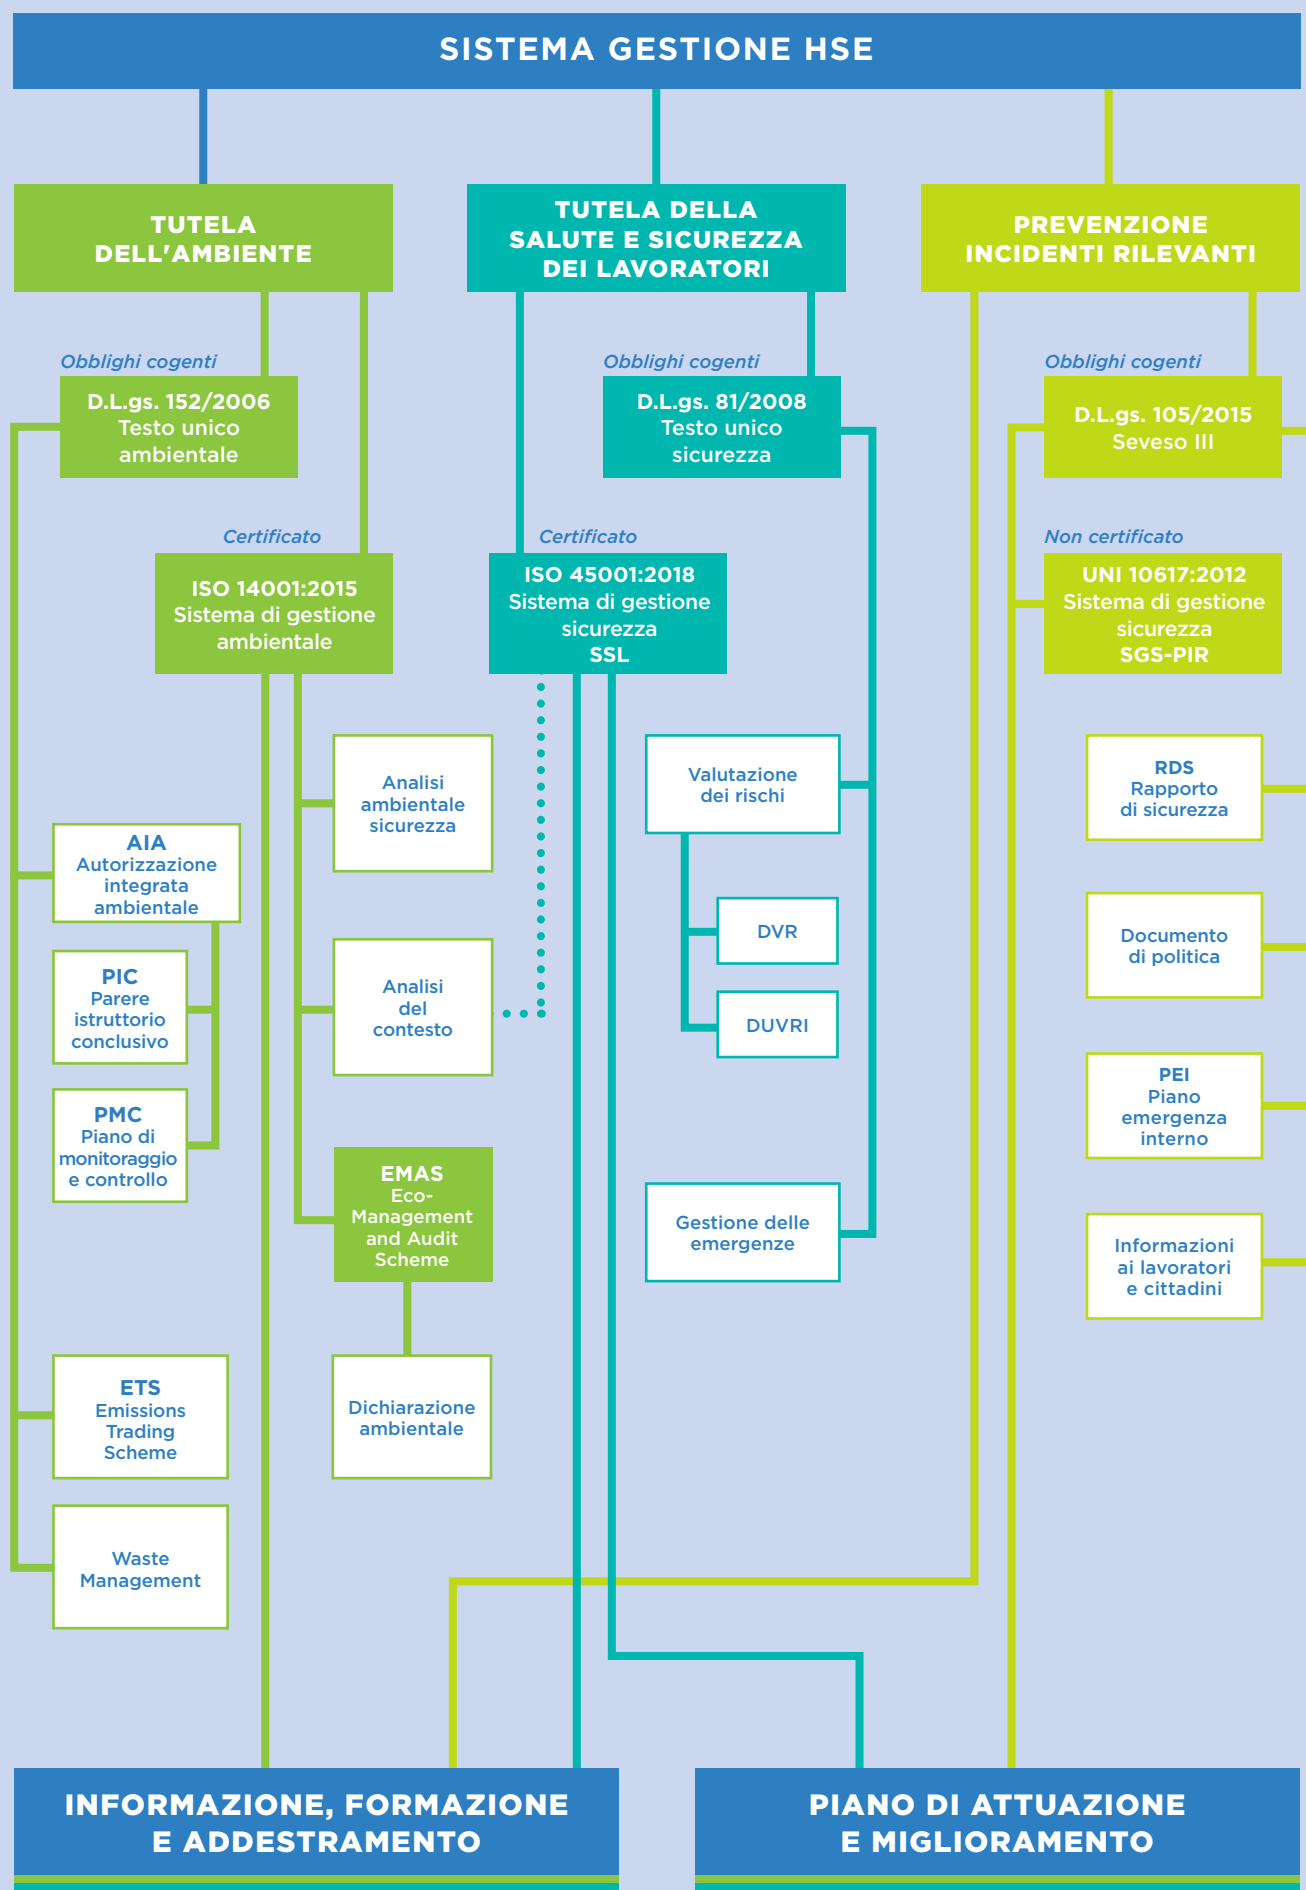 SISTEMA GESTIONE HSE
TUTELA
DELL'AMBIENTE
Obblighi cogenti
D.L.gs. 152/2006
Testo unico
ambientale
Certificato
ISO 14001:2015
Sistema di gestione
ambientale
AIA
Autorizzazione
integrata
ambientale
PIC
Parere
istruttorio
conclusivo
PMC
Piano di
monitoraggio
e controllo
ETS
Emissions
Trading
Scheme
Waste
Management
Analisi
ambientale
sicurezza
Analisi
del
contesto
EMAS
Eco-
Management
and Audit
Scheme
Dichiarazione
ambientale
TUTELA DELLA
SALUTE E SICUREZZA
DEI LAVORATORI
Obblighi cogenti
D.L.gs. 81/2008
Testo unico
sicurezza
Certificato
ISO 45001:2018
Sistema di gestione
sicurezza
SSL
Valutazione
dei rischi
DVR
DUVRI
Gestione delle
emergenze
PREVENZIONE
INCIDENTI RILEVANTI
Obblighi cogenti
D.L.gs. 105/2015
Seveso III
Non certificato
UNI 10617:2012
Sistema di gestione
sicurezza
SGS-PIR
RDS
Rapporto
di sicurezza
Documento
di politica
PEI
Piano
emergenza
interno
Informazioni
ai lavoratori
e cittadini
INFORMAZIONE, FORMAZIONE
E ADDESTRAMENTO
PIANO DI ATTUAZIONE
E MIGLIORAMENTO